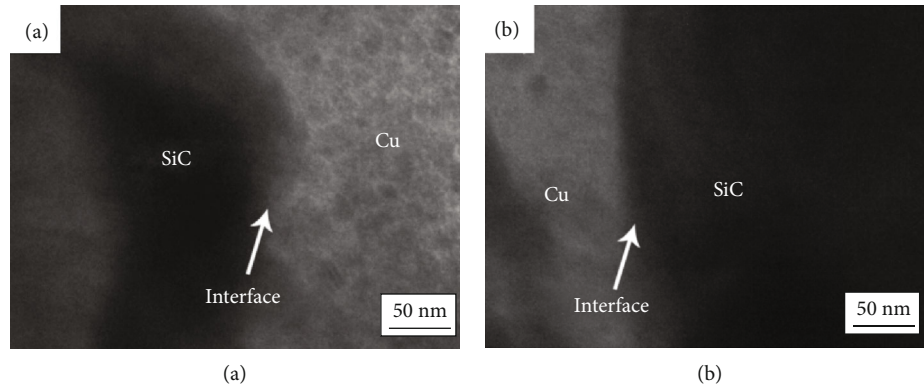 (a)
SiC
Cu
Interface
50 nm
(a)
(b)
Cu
SiC
Interface
50 nm
(b)